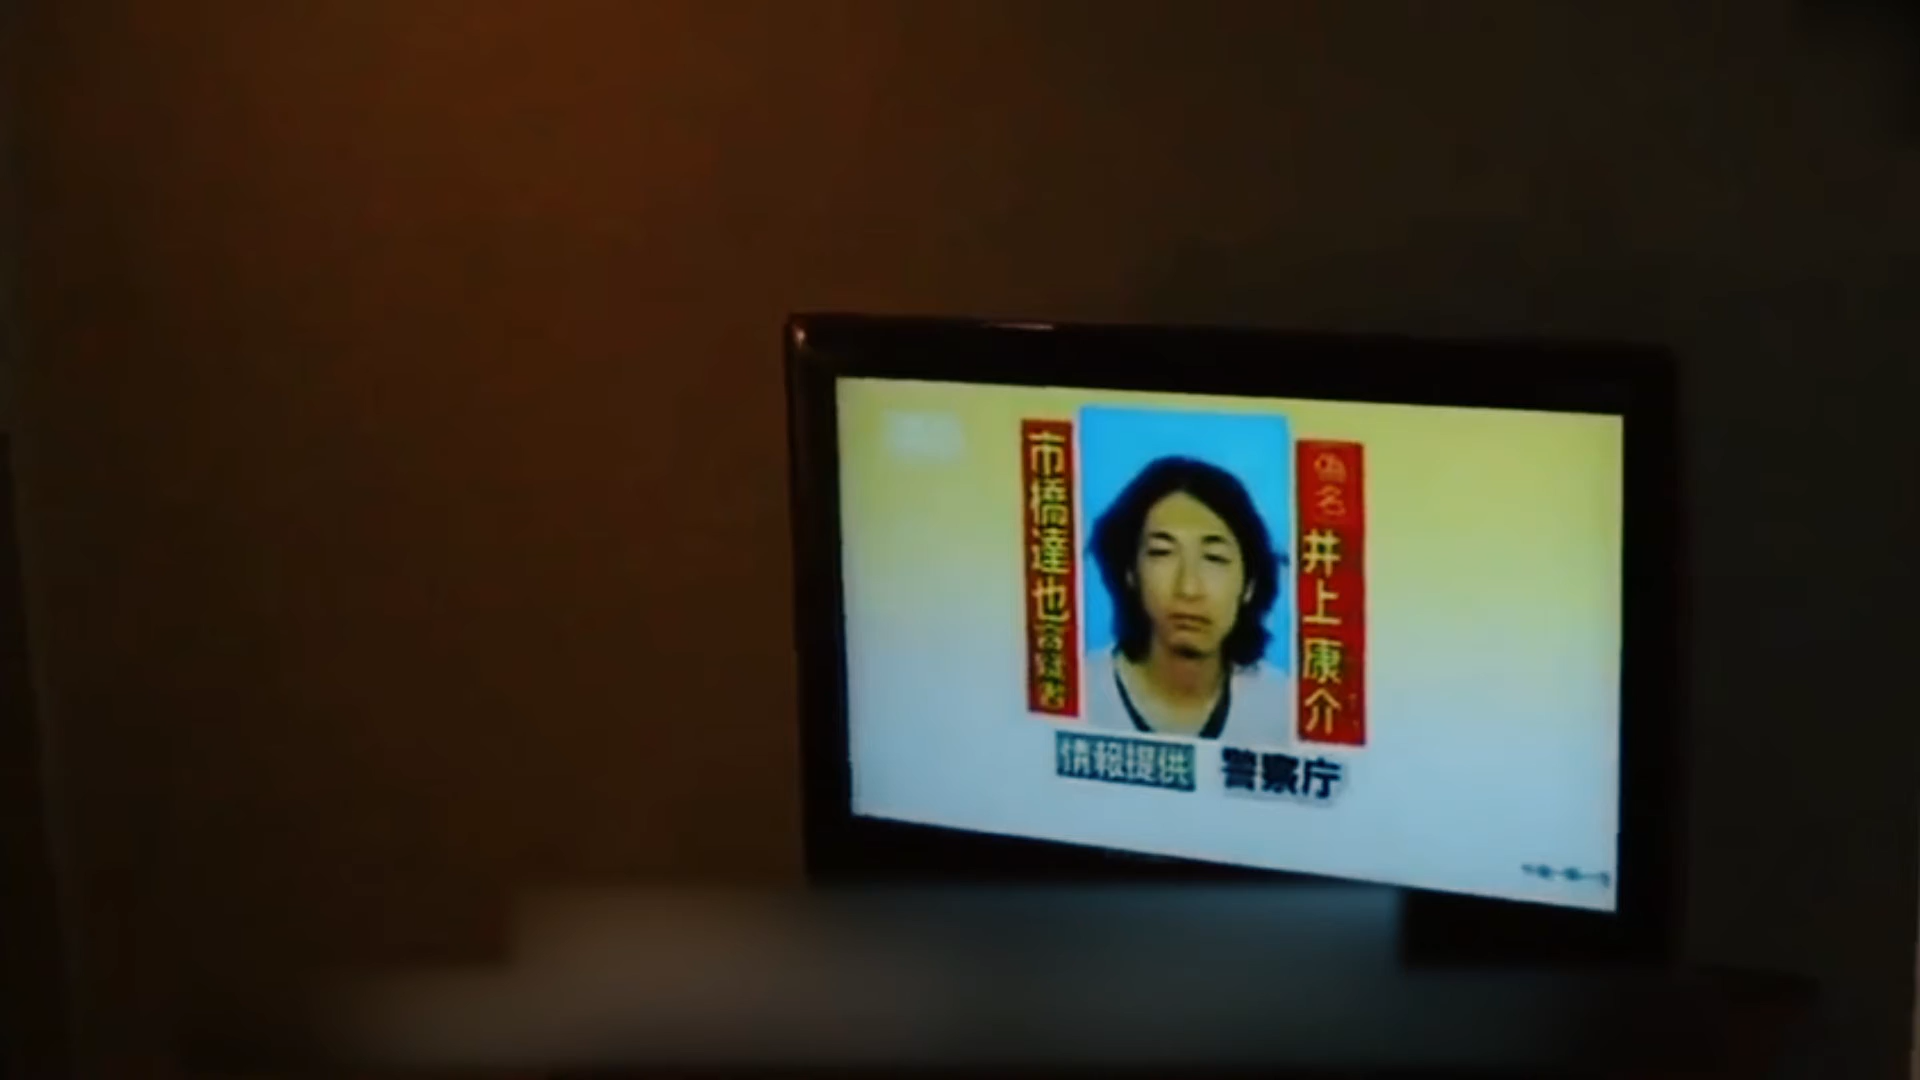 市橋達也容疑者
偽名 井上康介
情報提供 警察庁